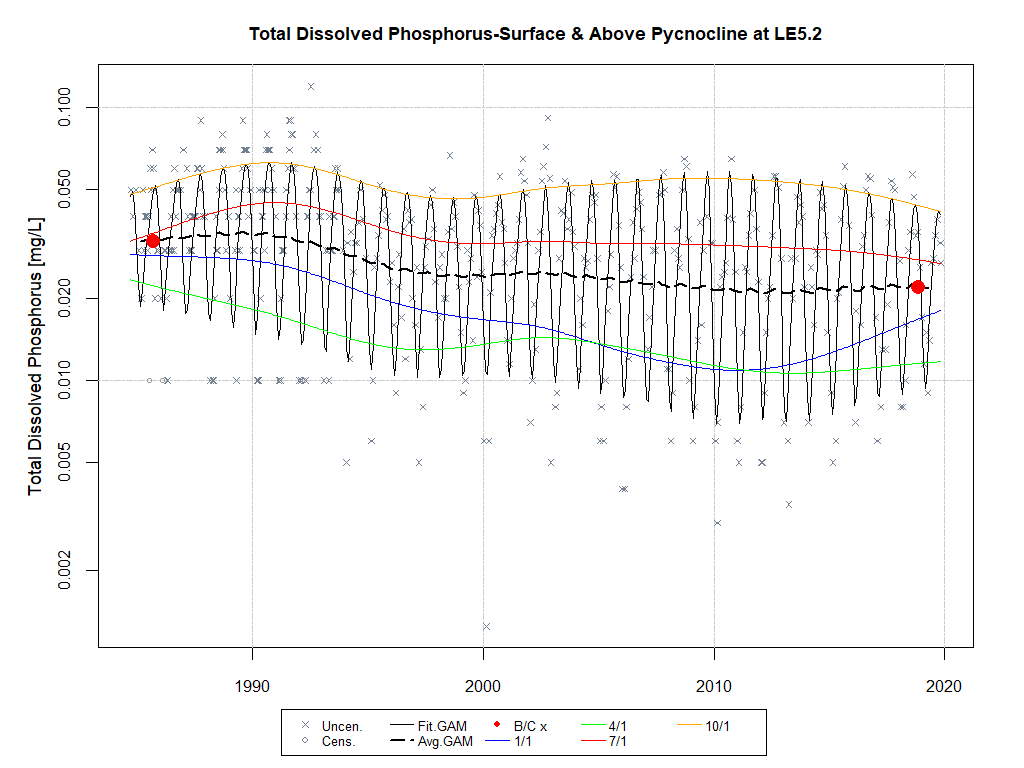 Total Dissolved Phosphorus-Surface & Above Pycnocline at LE5.2
Total Dissolved Phosphorus [mg/L]
0.100
0.050
0.020
0.010
0.005
0.002
1990 2000 2010 2020
Uncen. Fit.GAM B/C x 4/1 10/1
Cens. Avg.GAM 1/1 7/1